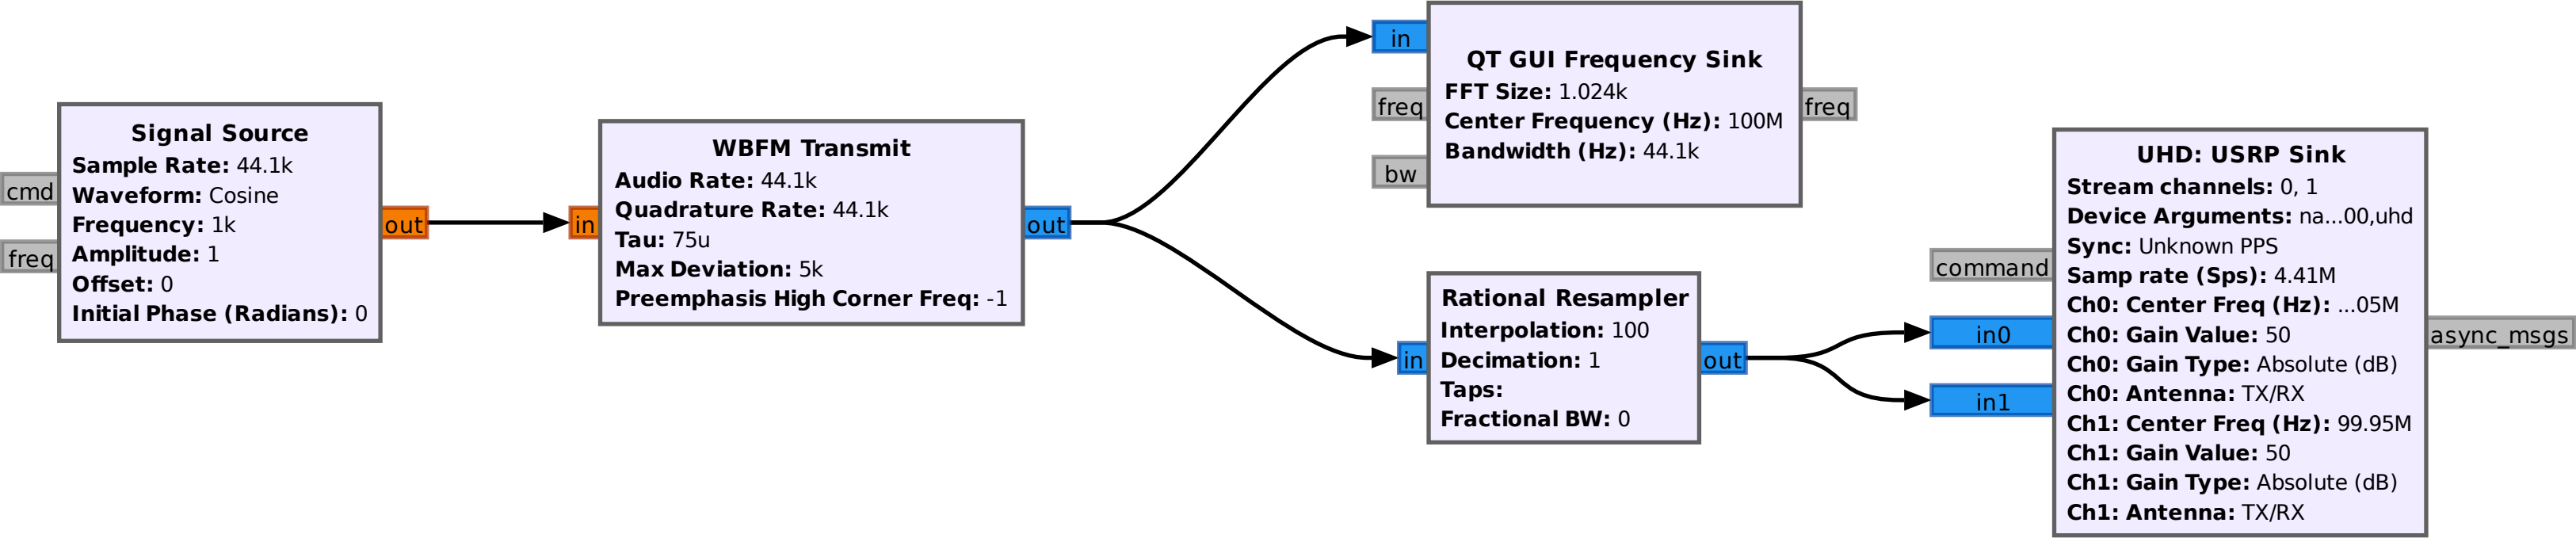 Signal Source
Sample Rate: 44.1k
Waveform: Cosine
Frequency: 1k
Amplitude: 1
Offset: 0
Initial Phase (Radians): 0
cmd
freq
out
WBFM Transmit
Audio Rate: 44.1k
Quadrature Rate: 44.1k
Tau: 75u
Max Deviation: 5k
Preemphasis High Corner Freq: -1
in
out
QT GUI Frequency Sink
FFT Size: 1.024k
Center Frequency (Hz): 100M
Bandwidth (Hz): 44.1k
in
freq
bw
freq
Rational Resampler
Interpolation: 100
Decimation: 1
Taps:
Fractional BW: 0
in
out
UHD: USRP Sink
Stream channels: 0, 1
Device Arguments: na...00,uhd
Sync: Unknown PPS
Samp rate (Sps): 4.41M
Ch0: Center Freq (Hz): ...05M
Ch0: Gain Value: 50
Ch0: Gain Type: Absolute (dB)
Ch0: Antenna: TX/RX
Ch1: Center Freq (Hz): 99.95M
Ch1: Gain Value: 50
Ch1: Gain Type: Absolute (dB)
Ch1: Antenna: TX/RX
command
in0
in1
async_msgs